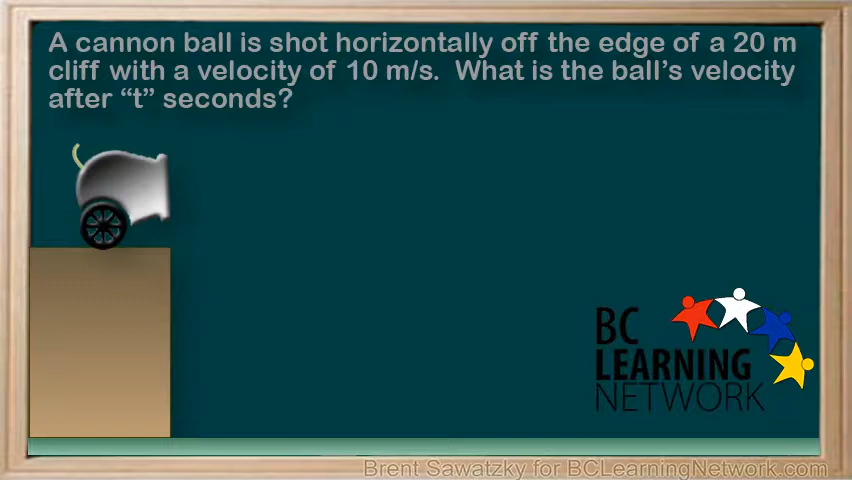 A cannon ball is shot horizontally off the edge of a 20 m
cliff with a velocity of 10 m/s.  What is the ball's velocity
after “t” seconds?
BC
LEARNING
NETWORK
Brent Sawatzky for BCLearningNetwork.com